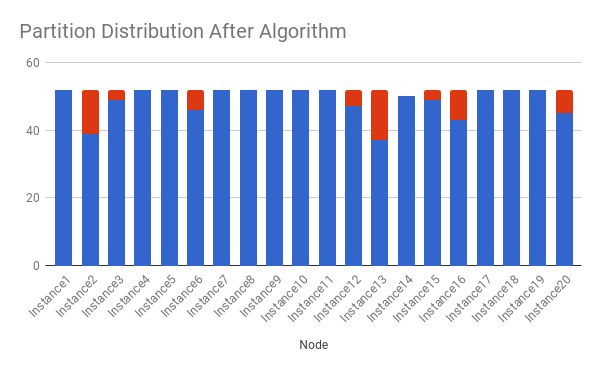 Partition Distribution After Algorithm
60
40
20
0
Instance1
Instance2
Instance3
Instance4
Instance5
Instance6
Instance7
Instance8
Instance9
Instance10
Instance11
Instance12
Instance13
Instance14
Instance15
Instance16
Instance17
Instance18
Instance19
Instance20
Node